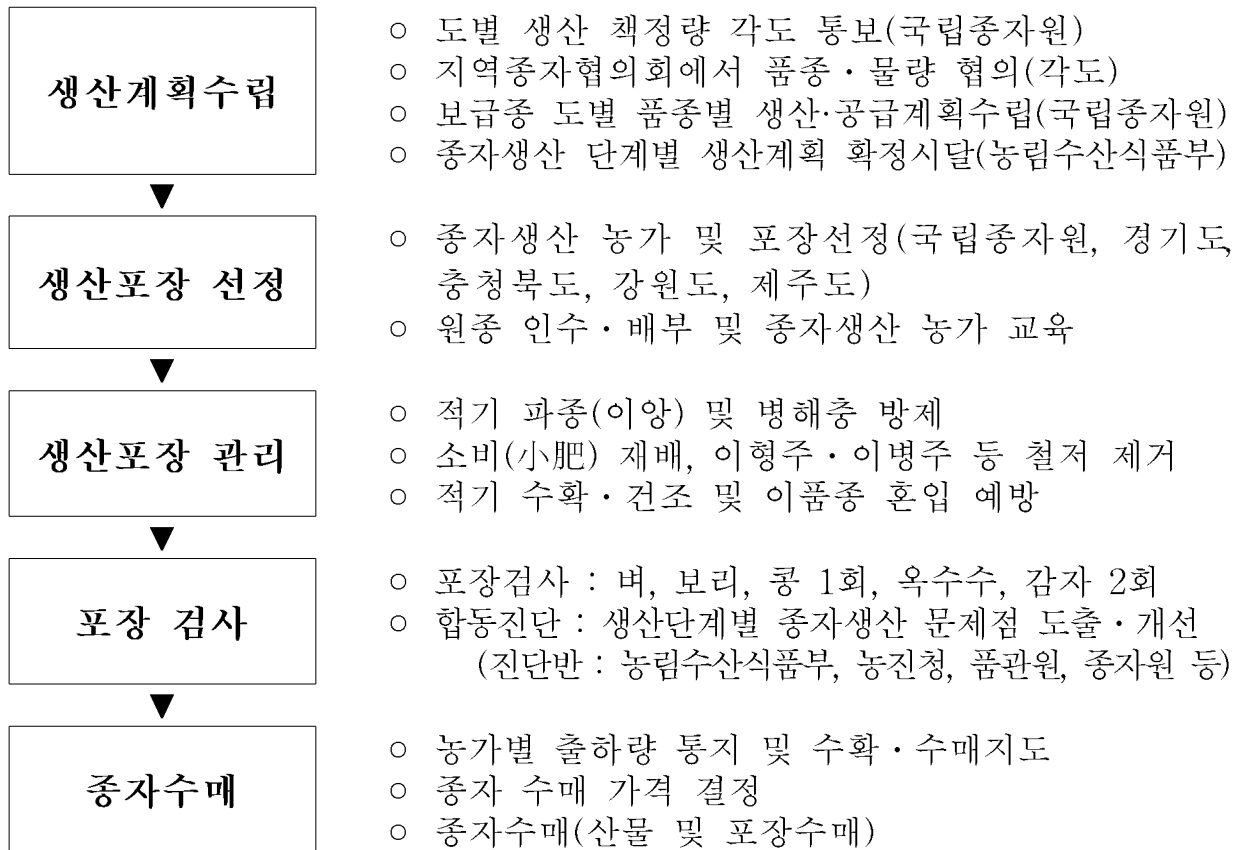 생산계획수립
○ 도별 생산 책정량 각도 통보(국립종자원)
○ 지역종자협의회에서 품종・물량 협의(각도)
○ 보급종 도별 품종별 생산·공급계획수립(국립종자원)
○ 종자생산 단계별 생산계획 확정시달(농림수산식품부)
▼
생산포장 선정
○ 종자생산 농가 및 포장선정(국립종자원, 경기도,
충청북도, 강원도, 제주도)
○ 원종 인수・배부 및 종자생산 농가 교육
▼
생산포장 관리
○ 적기 파종(이앙) 및 병해충 방제
○ 소비(小肥) 재배, 이형주・이병주 등 철저 제거
○ 적기 수확・건조 및 이품종 혼입 예방
▼
포장 검사
○ 포장검사 : 벼, 보리, 콩 1회, 옥수수, 감자 2회
○ 합동진단 : 생산단계별 종자생산 문제점 도출・개선
(진단반 : 농림수산식품부, 농진청, 품관원, 종자원 등)
▼
종자수매
○ 농가별 출하량 통지 및 수확・수매지도
○ 종자 수매 가격 결정
○ 종자수매(산물 및 포장수매)